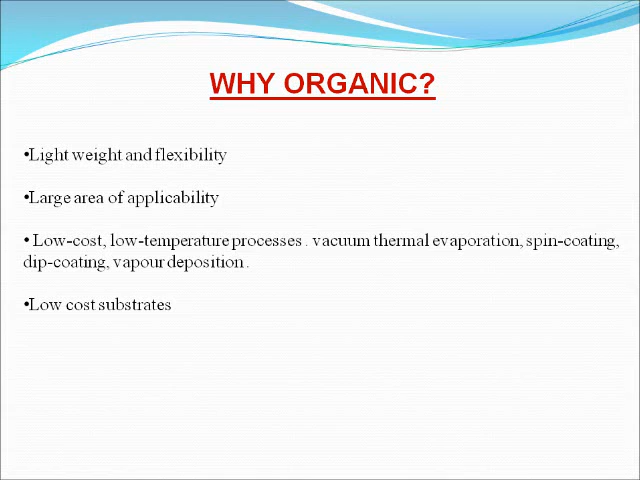 WHY ORGANIC?
•Light weight and flexibility
•Large area of applicability
• Low-cost, low-temperature processes . vacuum thermal evaporation, spin-coating,
dip-coating, vapour deposition .
•Low cost substrates